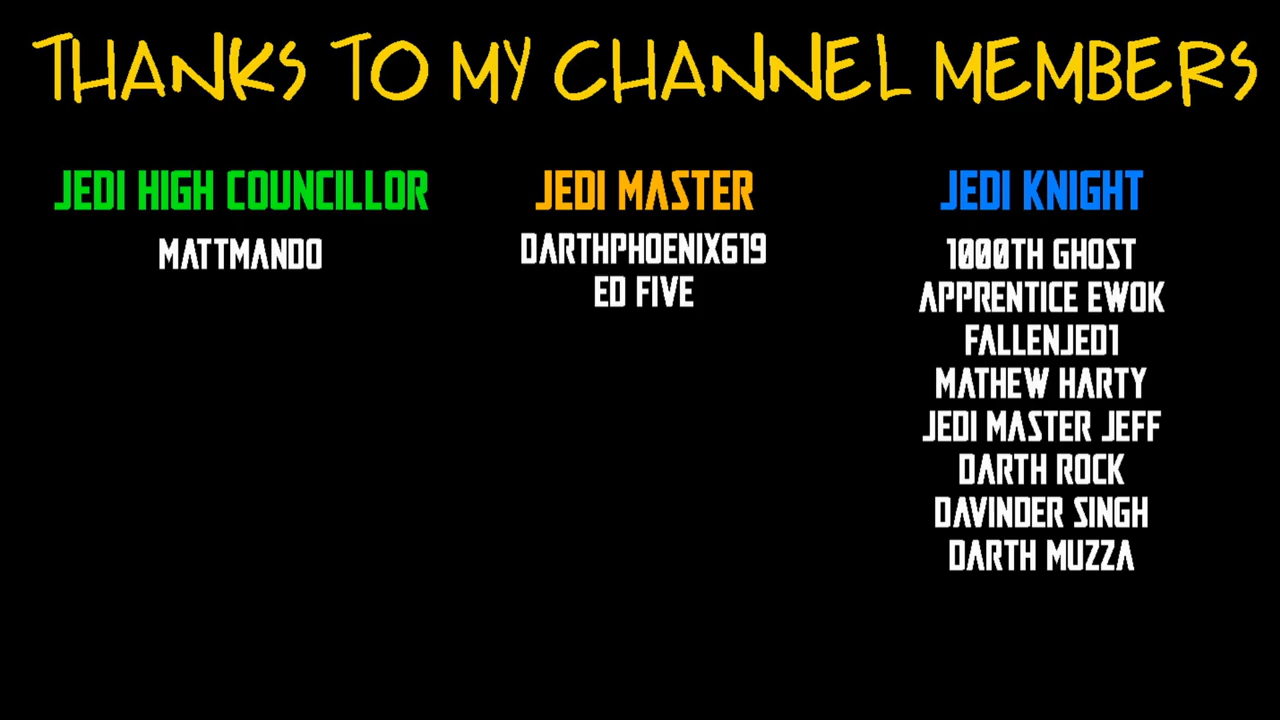 THANKS TO MY CHANNEL MEMBERS
JEDI HIGH COUNCILLOR
MATTMANDO
JEDI MASTER
DARTHPHOENIX619
ED FIVE
JEDI KNIGHT
1000TH GHOST
APPRENTICE EWOK
FALLENJED1
MATHEW HARTY
JEDI MASTER JEFF
DARTH ROCK
DAVINDER SINGH
DARTH MUZZA